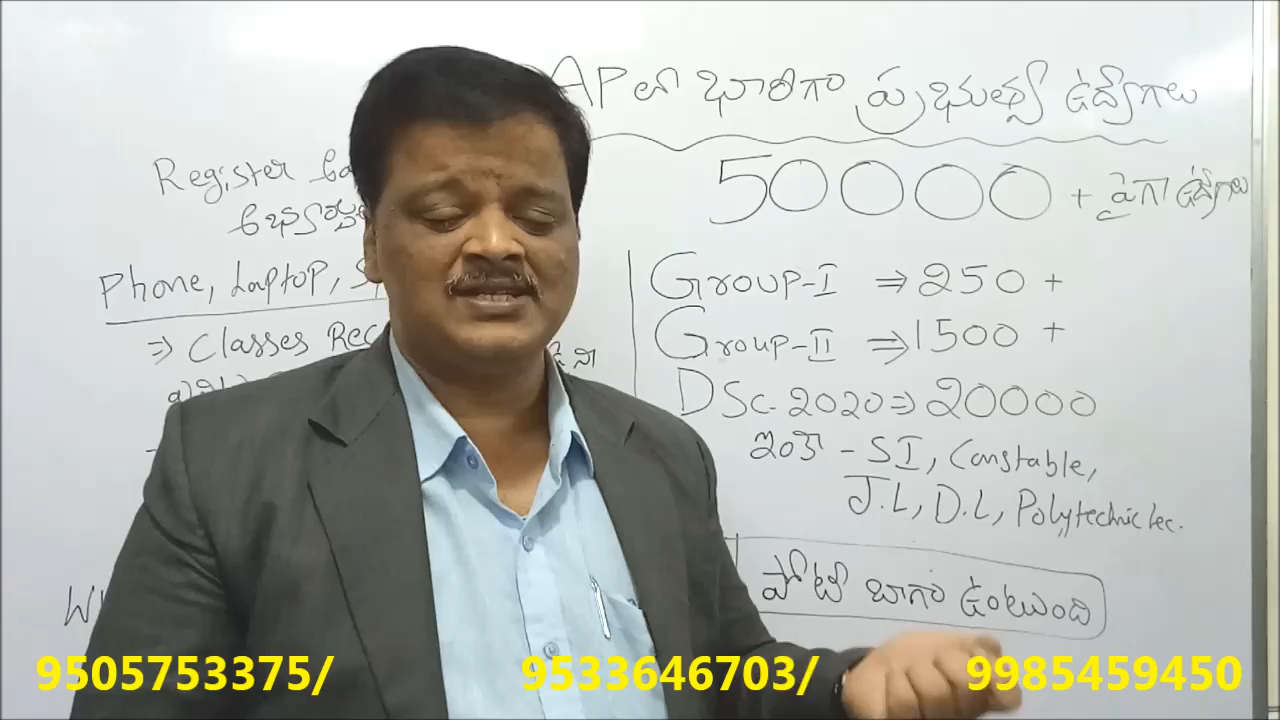 AP లో భారీగా ప్రభుత్వ ఉద్యోగాలు
50000 + పైగా ఉద్యోగాలు
Register
Phone, Laptop,
⇒ Classes Rec
Group-I ⇒ 250 +
Group-II ⇒ 1500 +
DSc. 2020 ⇒ 20000
ఇంకా - SI, Constable,
J.L, D.L, Polytechnic Lec.
పోటీ బాగా ఉంటుంది
9505753375/ 9533646703/ 9985459450